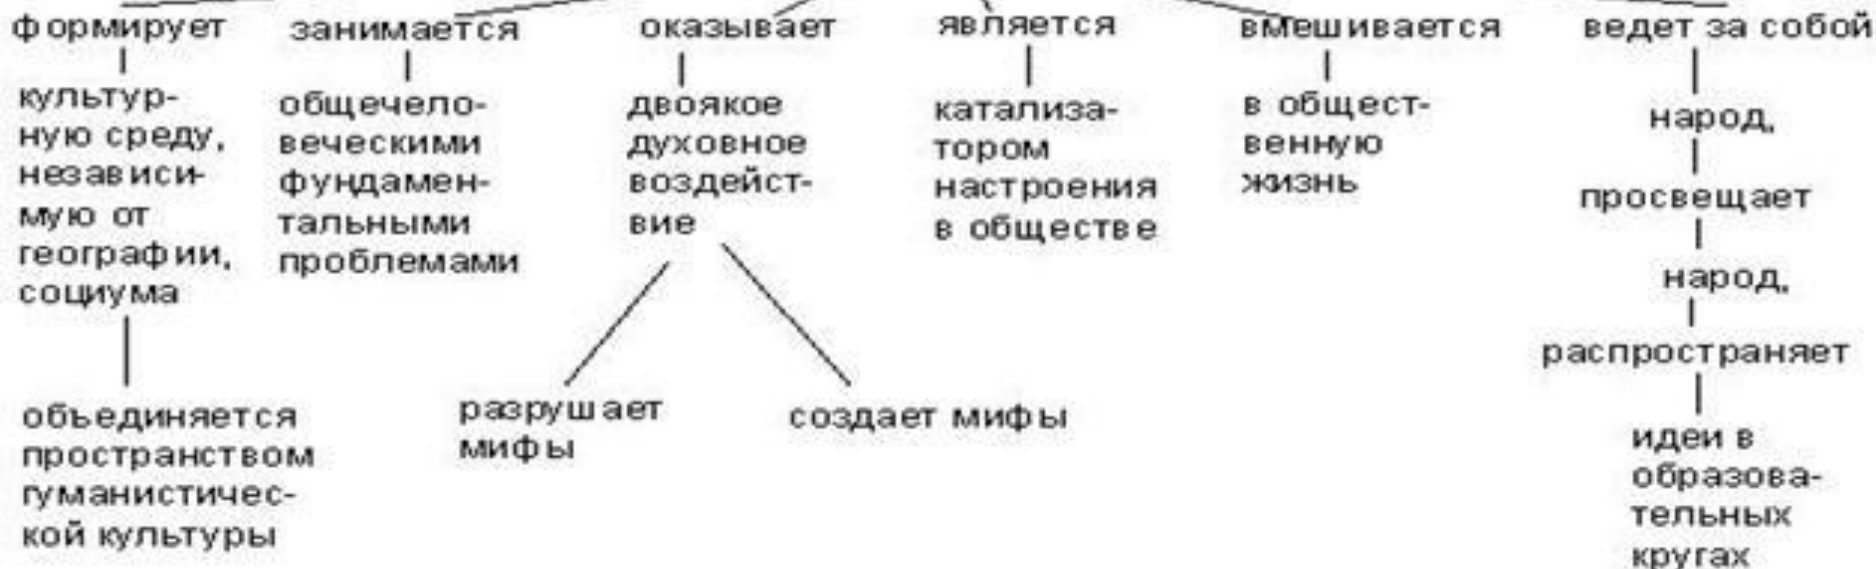 формирует занимается оказывает является вмешивается ведет за собой
культур-
ную среду,
независи-
мую от
географии,
социума
объединяется
пространством
гуманистичес-
кой культуры
общечело-
веческими
фундамен-
тальными
проблемами
двоякое
духовное
воздейст-
вие
разрушает
мифы
создает мифы
катализа-
тором
настроения
в обществе
в общест-
венную
жизнь
народ,
просвещает
народ,
распространяет
идеи в
образова-
тельных
кругах